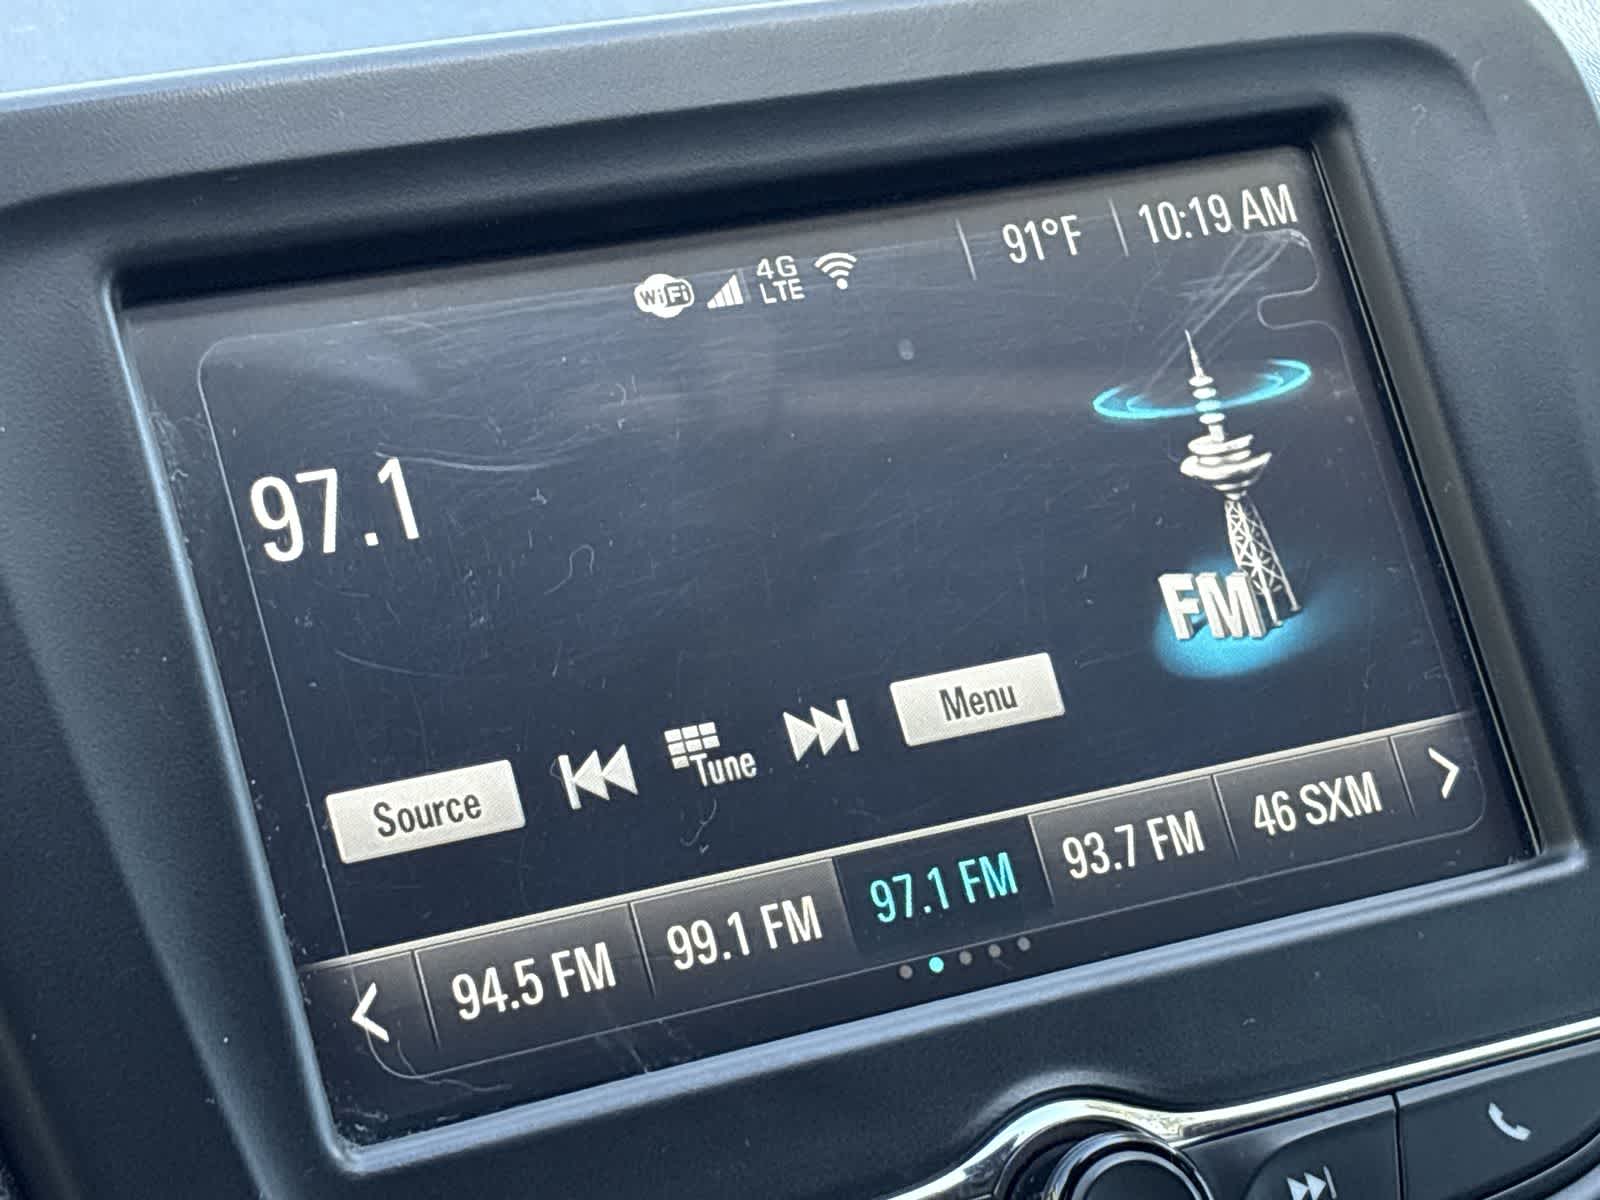 WiFi 4G LTE 91°F 10:19 AM
97.1
FM
Source Tune Menu
94.5 FM 99.1 FM 97.1 FM 93.7 FM 46 SXM